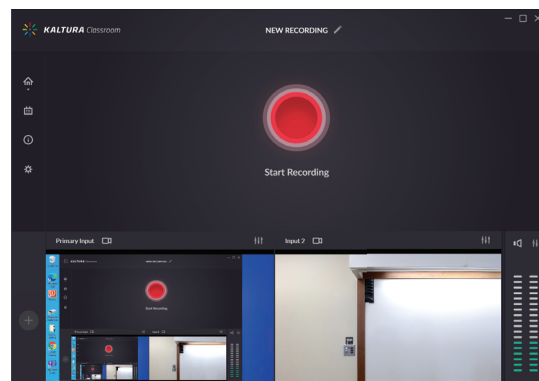 KALTURA Classroom
NEW RECORDING
Start Recording
Primary Input
Input 2